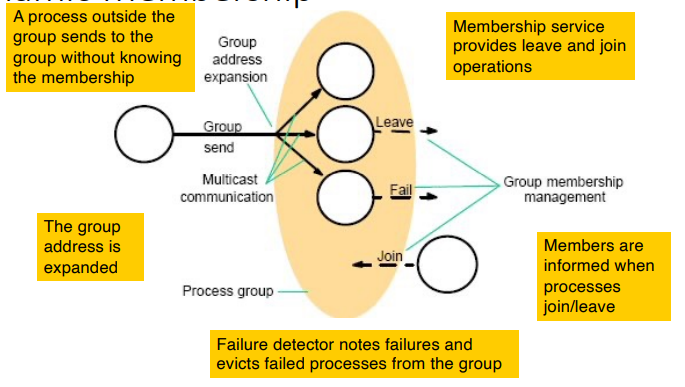 A process outside the
group sends to the
group without knowing
the membership
Membership service
provides leave and join
operations
Group
address
expansion
Group
send
Leave
Multicast
communication
Fail
Group membership
management
The group
address is
expanded
Join
Members are
informed when
processes
join/leave
Process group
Failure detector notes failures and
evicts failed processes from the group